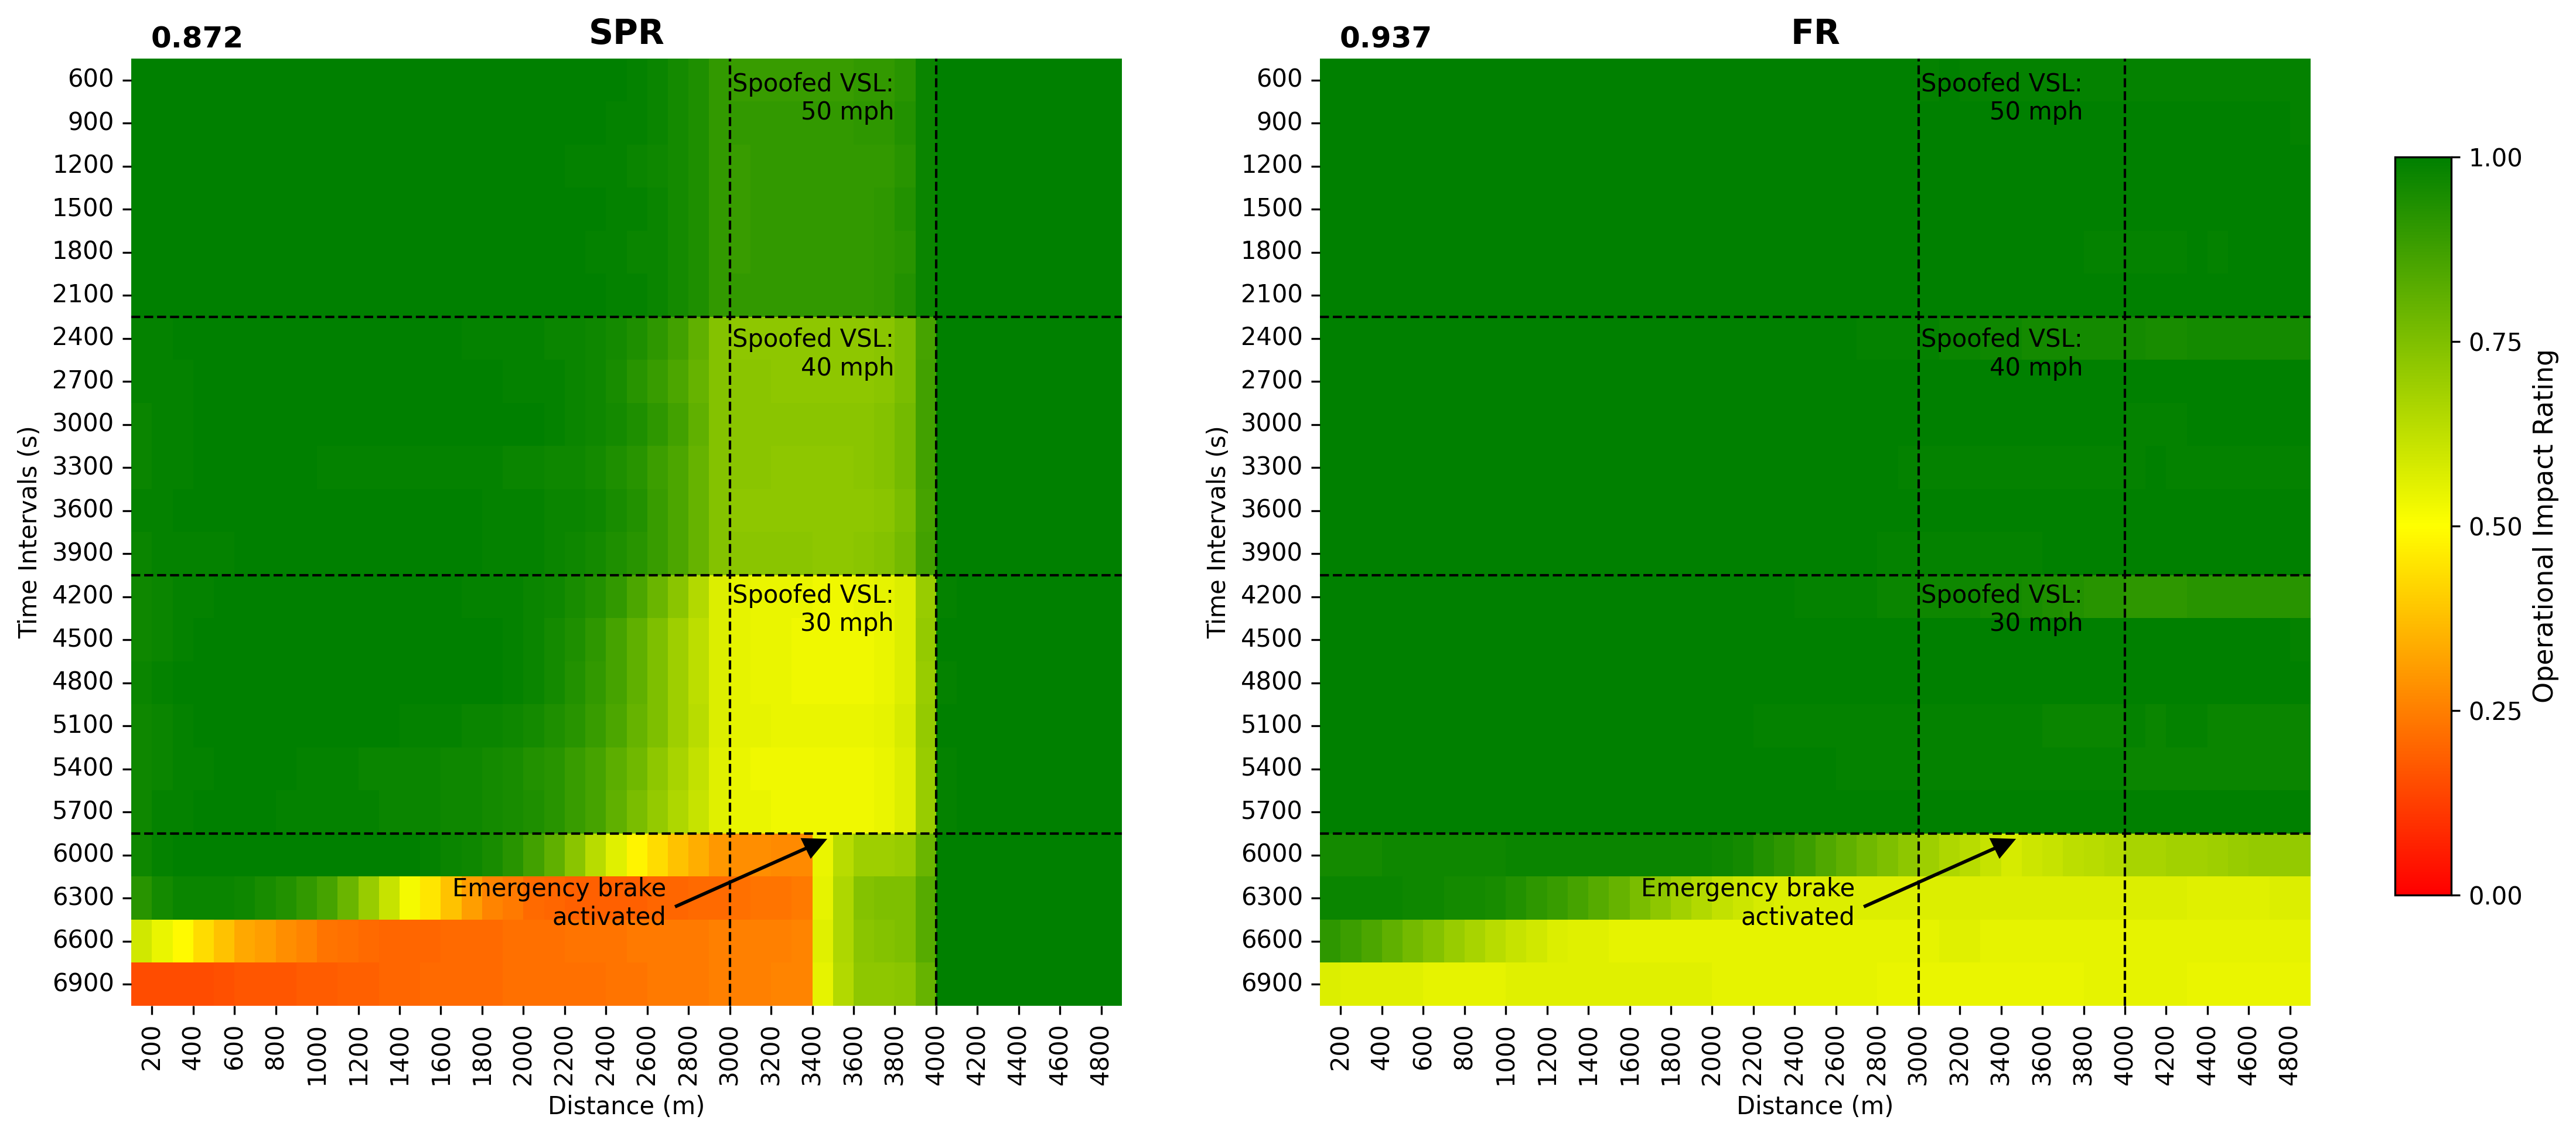 0.872
SPR
600
900
1200
1500
1800
2100
2400
2700
3000
3300
3600
3900
4200
4500
4800
5100
5400
5700
6000
6300
6600
6900
Time Intervals (s)
Spoofed VSL:
50 mph
Spoofed VSL:
40 mph
Spoofed VSL:
30 mph
Emergency brake
activated
200 400 600 800 1000 1200 1400 1600 1800 2000 2200 2400 2600 2800 3000 3200 3400 3600 3800 4000 4200 4400 4600 4800
Distance (m)
0.937
FR
600
900
1200
1500
1800
2100
2400
2700
3000
3300
3600
3900
4200
4500
4800
5100
5400
5700
6000
6300
6600
6900
Time Intervals (s)
Spoofed VSL:
50 mph
Spoofed VSL:
40 mph
Spoofed VSL:
30 mph
Emergency brake
activated
200 400 600 800 1000 1200 1400 1600 1800 2000 2200 2400 2600 2800 3000 3200 3400 3600 3800 4000 4200 4400 4600 4800
Distance (m)
1.00
0.75
0.50
0.25
0.00
Operational Impact Rating